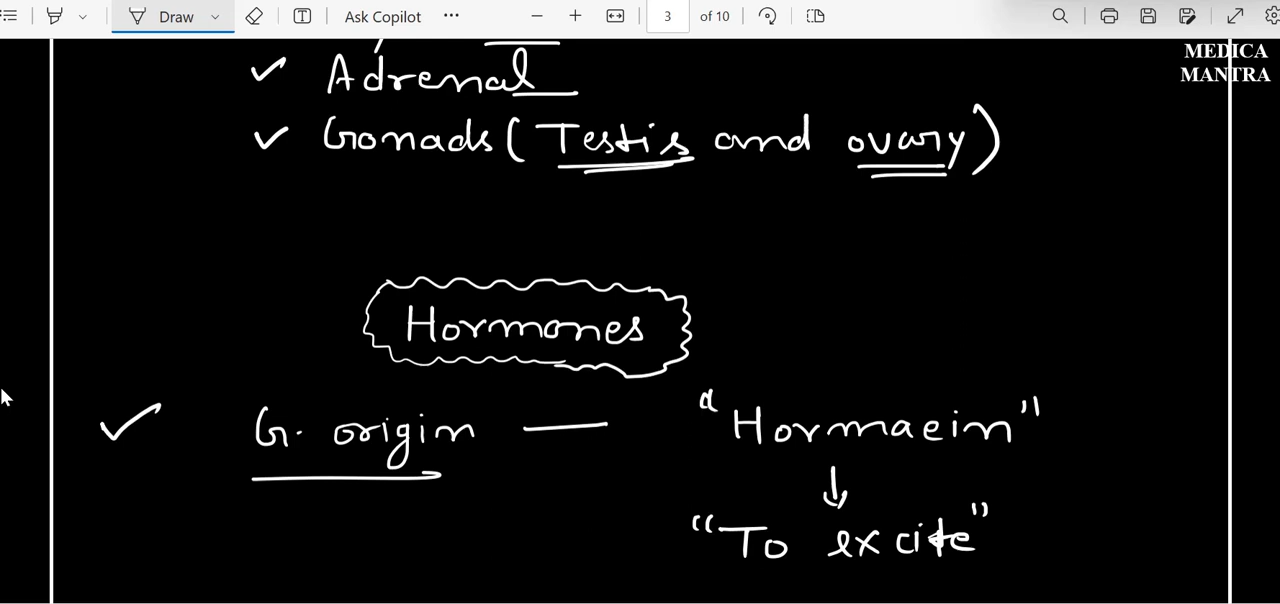 Draw
Ask Copilot
3 of 10
MEDICA
MANTRA
✓ Adrenal
✓ Gonads (Testis and ovary)
Hormones
✓ G. origin — "Hormaein"
↓
"To excite"